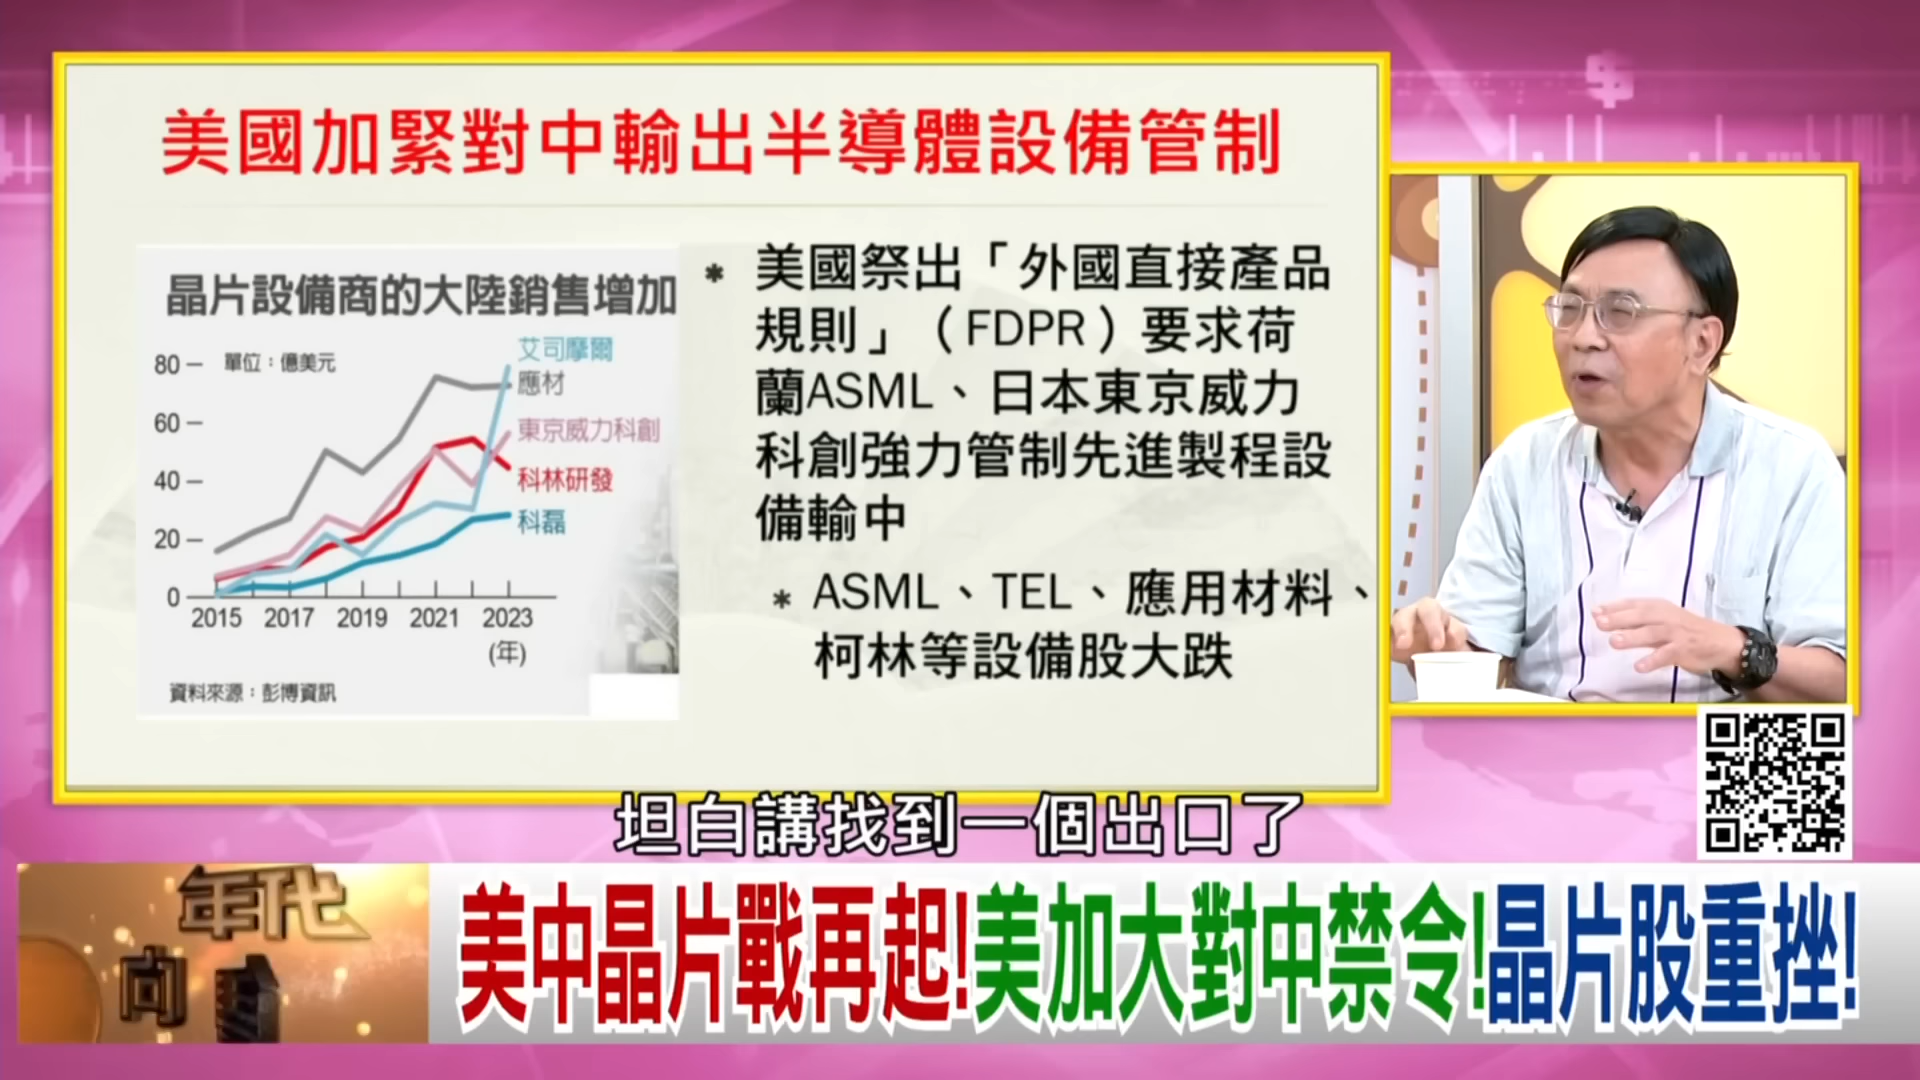 美國加緊對中輸出半導體設備管制
晶片設備商的大陸銷售增加
80
單位：億美元
60
40
20
0
艾司摩爾
應材
東京威力科創
科林研發
科磊
2015 2017 2019 2021 2023
(年)
資料來源：彭博資訊
* 美國祭出「外國直接產品
規則」（FDPR）要求荷
蘭ASML、日本東京威力
科創強力管制先進製程設
備輸中
* ASML、TEL、應用材料、
柯林等設備股大跌
坦白講找到一個出口了
年代
向
美中晶片戰再起!美加大對中禁令!晶片股重挫!